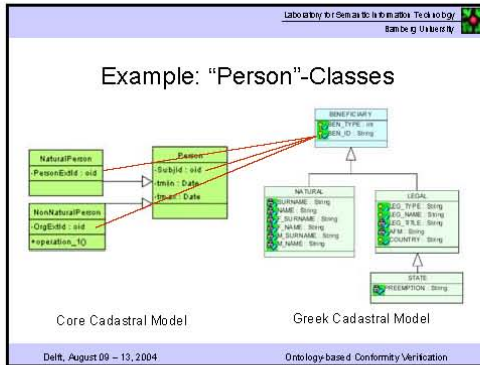 Laboratory for Semantic Information Technology
Bamberg University
Example: “Person”-Classes
NaturalPerson
-PersonExtId : oid
NonNaturalPerson
-OrgExtId : oid
+operation_1()
Person
-SubjId : oid
-tmin : Date
-tmax : Date
BENEFICIARY
BEN_TYPE : int
BEN_ID : String
NATURAL
SURNAME : String
NAME : String
F_SURNAME : String
F_NAME : String
M_SURNAME : String
M_NAME : String
LEGAL
LEG_TYPE : String
LEG_NAME : String
LEG_TITLE : String
AFM : String
COUNTRY : String
STATE
PREEMPTION : String
Core Cadastral Model
Greek Cadastral Model
Delft, August 09 – 13, 2004
Ontology-based Conformity Verification